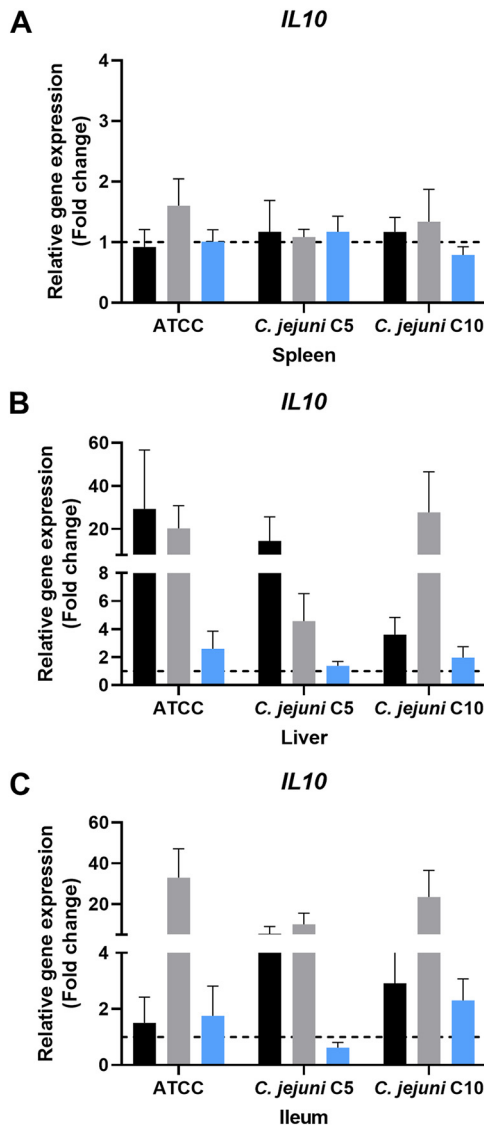 A
IL10
Relative gene expression
(Fold change)
4
3
2
1
0
ATCC
C. jejuni C5
C. jejuni C10
Spleen
B
IL10
Relative gene expression
(Fold change)
60
40
20
8
6
4
2
0
ATCC
C. jejuni C5
C. jejuni C10
Liver
C
IL10
Relative gene expression
(Fold change)
60
40
20
4
2
0
ATCC
C. jejuni C5
C. jejuni C10
Ileum